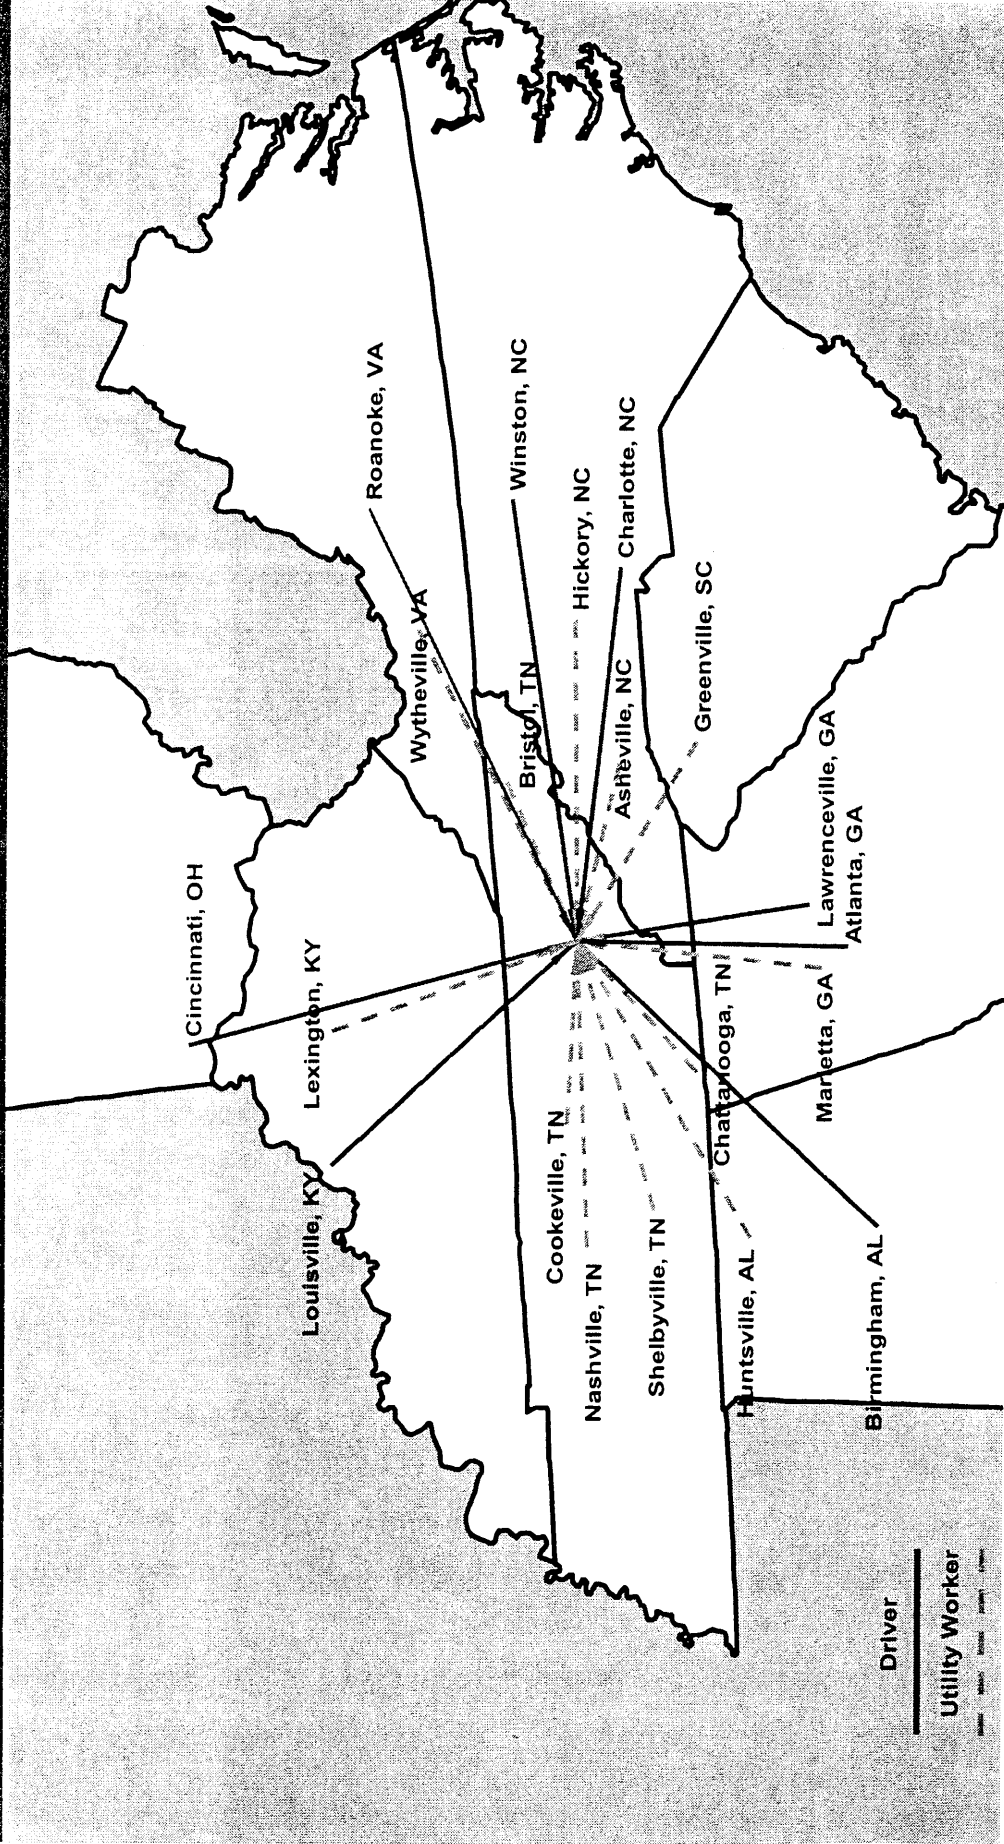 Cincinnati, OH
Lexington, KY
Louisville, KY
Roanoke, VA
Wytheville, VA
Winston, NC
Bristol, TN
Hickory, NC
Charlotte, NC
Asheville, NC
Greenville, SC
Cookeville, TN
Nashville, TN
Shelbyville, TN
Chattanooga, TN
Huntsville, AL
Lawrenceville, GA
Atlanta, GA
Marietta, GA
Birmingham, AL
Driver
Utility Worker